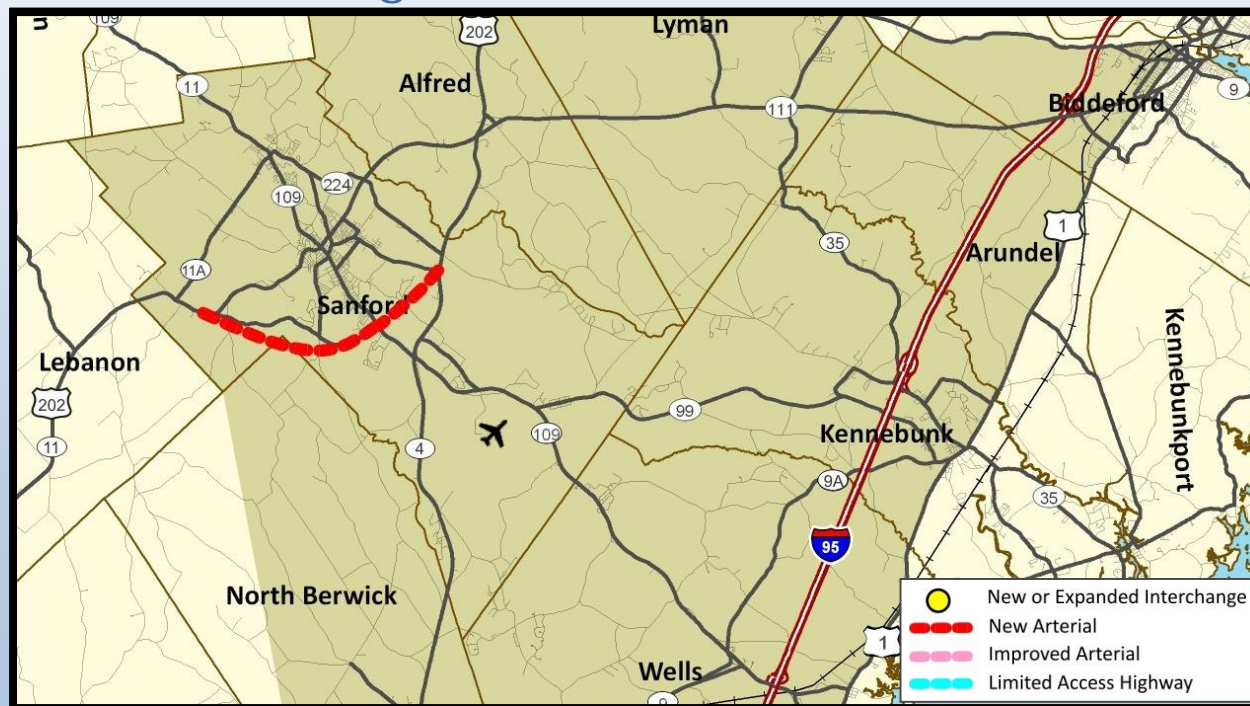 109
202
Lyman
Alfred
11
9
111
Biddeford
224
109
1
35
Arundel
11A
Sanford
Lebanon
Kennebunkport
202
99
Kennebunk
11
4
109
9A
35
95
North Berwick
New or Expanded Interchange
New Arterial
1
Improved Arterial
Wells
Limited Access Highway
9